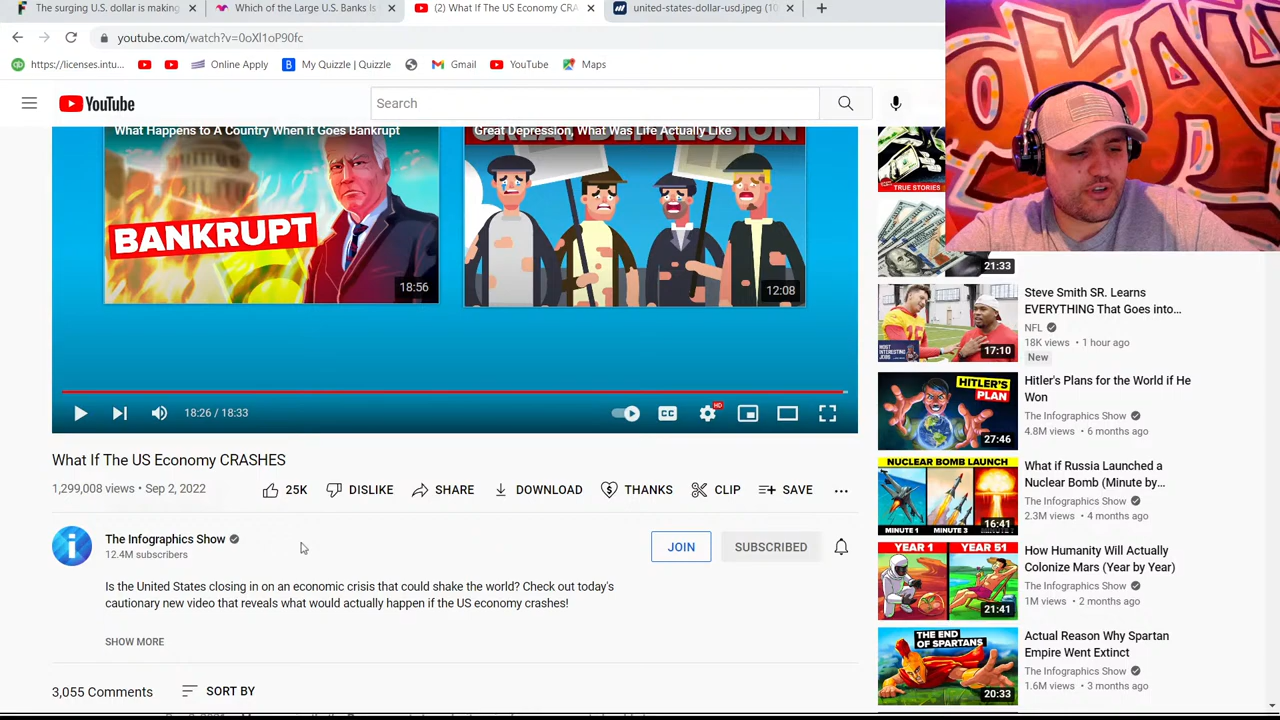 The surging U.S. dollar is making
Which of the Large U.S. Banks Is
(2) What If The US Economy CRA
united-states-dollar-usd.jpeg (10
youtube.com/watch?v=0oXl1oP90fc
https://licenses.intu...
Online Apply
My Quizzle | Quizzle
Gmail
YouTube
Maps
YouTube
Search
What Happens to A Country When it Goes Bankrupt
BANKRUPT
18:56
GREAT DEPRESSION
Great Depression, What Was Life Actually Like
12:08
18:26 / 18:33
CC
HD
What If The US Economy CRASHES
1,299,008 views • Sep 2, 2022
25K
DISLIKE
SHARE
DOWNLOAD
THANKS
CLIP
SAVE
The Infographics Show
12.4M subscribers
JOIN
SUBSCRIBED
Is the United States closing in on an economic crisis that could shake the world? Check out today's
cautionary new video that reveals what would actually happen if the US economy crashes!
SHOW MORE
3,055 Comments
SORT BY
TRUE STORIES
21:33
MOST
INTERESTING
JOBS
17:10
Steve Smith SR. Learns
EVERYTHING That Goes into...
NFL
18K views • 1 hour ago
New
HITLER'S
PLAN
27:46
Hitler's Plans for the World if He
Won
The Infographics Show
4.8M views • 6 months ago
NUCLEAR BOMB LAUNCH
MINUTE 1
MINUTE 3
16:41
What if Russia Launched a
Nuclear Bomb (Minute by...
The Infographics Show
2.3M views • 4 months ago
YEAR 1
YEAR 51
21:41
How Humanity Will Actually
Colonize Mars (Year by Year)
The Infographics Show
1M views • 2 months ago
THE END
OF SPARTANS
20:33
Actual Reason Why Spartan
Empire Went Extinct
The Infographics Show
1.6M views • 3 months ago